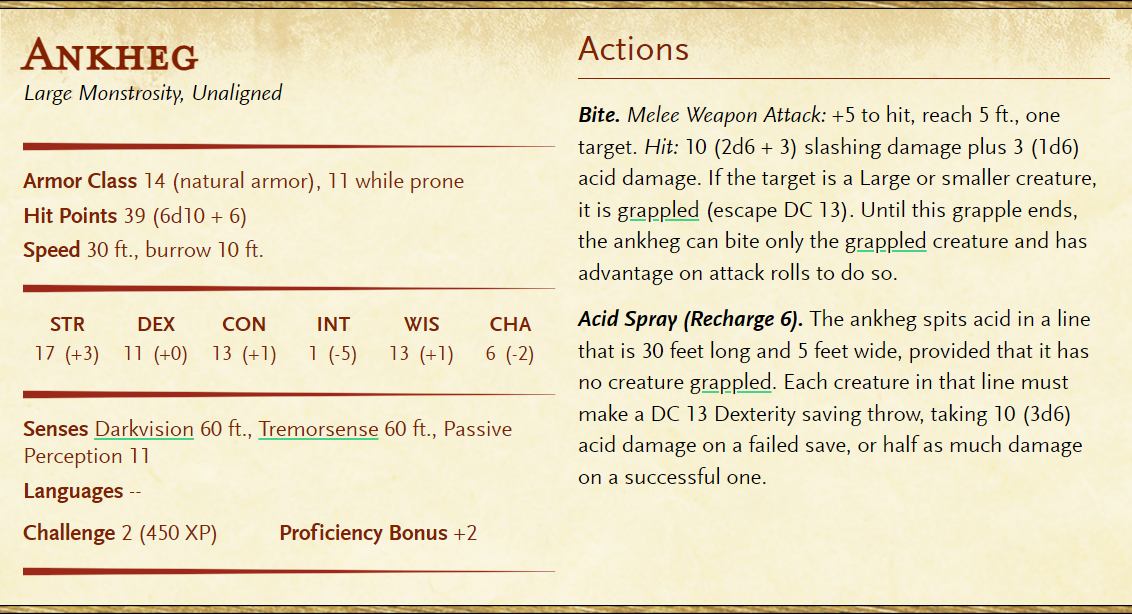 Ankheg
Large Monstrosity, Unaligned
Armor Class 14 (natural armor), 11 while prone
Hit Points 39 (6d10 + 6)
Speed 30 ft., burrow 10 ft.
STR DEX CON INT WIS CHA
17 (+3) 11 (+0) 13 (+1) 1 (-5) 13 (+1) 6 (-2)
Senses Darkvision 60 ft., Tremorsense 60 ft., Passive
Perception 11
Languages --
Challenge 2 (450 XP) Proficiency Bonus +2
Actions
Bite. Melee Weapon Attack: +5 to hit, reach 5 ft., one
target. Hit: 10 (2d6 + 3) slashing damage plus 3 (1d6)
acid damage. If the target is a Large or smaller creature,
it is grappled (escape DC 13). Until this grapple ends,
the ankheg can bite only the grappled creature and has
advantage on attack rolls to do so.
Acid Spray (Recharge 6). The ankheg spits acid in a line
that is 30 feet long and 5 feet wide, provided that it has
no creature grappled. Each creature in that line must
make a DC 13 Dexterity saving throw, taking 10 (3d6)
acid damage on a failed save, or half as much damage
on a successful one.